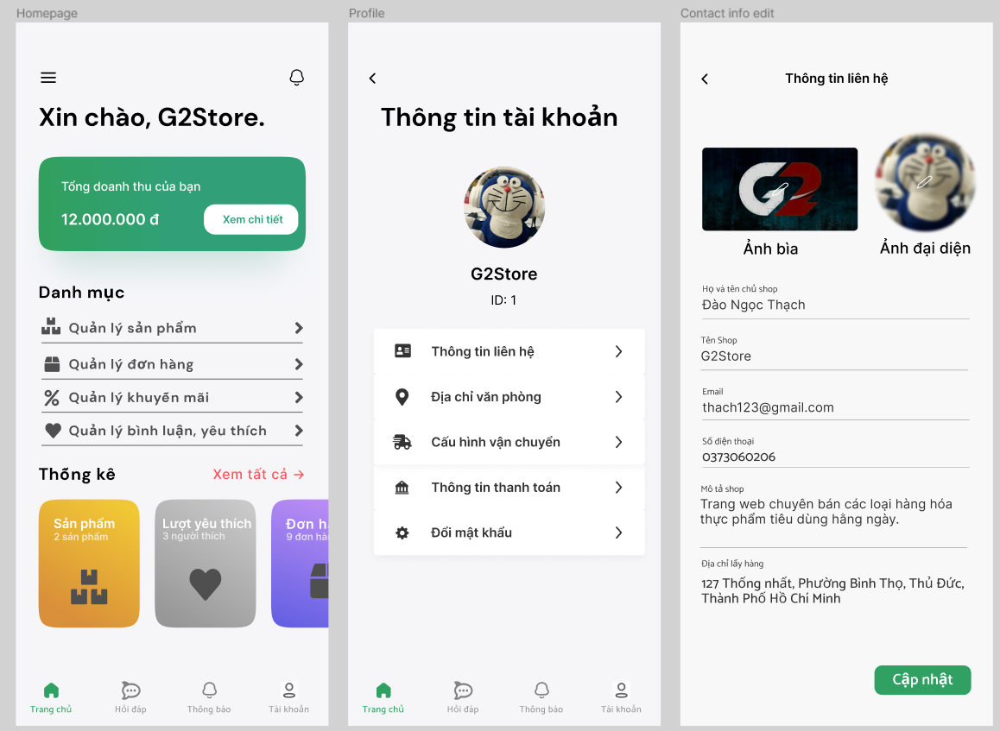 Homepage
Xin chào, G2Store.
Tổng doanh thu của bạn
12.000.000 đ
Xem chi tiết
Danh mục
Quản lý sản phẩm
Quản lý đơn hàng
Quản lý khuyến mãi
Quản lý bình luận, yêu thích
Thống kê
Xem tất cả →
Sản phẩm
2 sản phẩm
Lượt yêu thích
3 người thích
Đơn h
9 đơn hàn
Trang chủ
Hỏi đáp
Thông báo
Tài khoản
Profile
Thông tin tài khoản
G2Store
ID: 1
Thông tin liên hệ
Địa chỉ văn phòng
Cấu hình vận chuyển
Thông tin thanh toán
Đổi mật khẩu
Trang chủ
Hỏi đáp
Thông báo
Tài khoản
Contact info edit
Thông tin liên hệ
G2
Ảnh bìa
Ảnh đại diện
Họ và tên chủ shop
Đào Ngọc Thạch
Tên Shop
G2Store
Email
thach123@gmail.com
Số điện thoại
0373060206
Mô tả shop
Trang web chuyên bán các loại hàng hóa
thực phẩm tiêu dùng hằng ngày.
Địa chỉ lấy hàng
127 Thống nhất, Phường Bình Thọ, Thủ Đức,
Thành Phố Hồ Chí Minh
Cập nhật